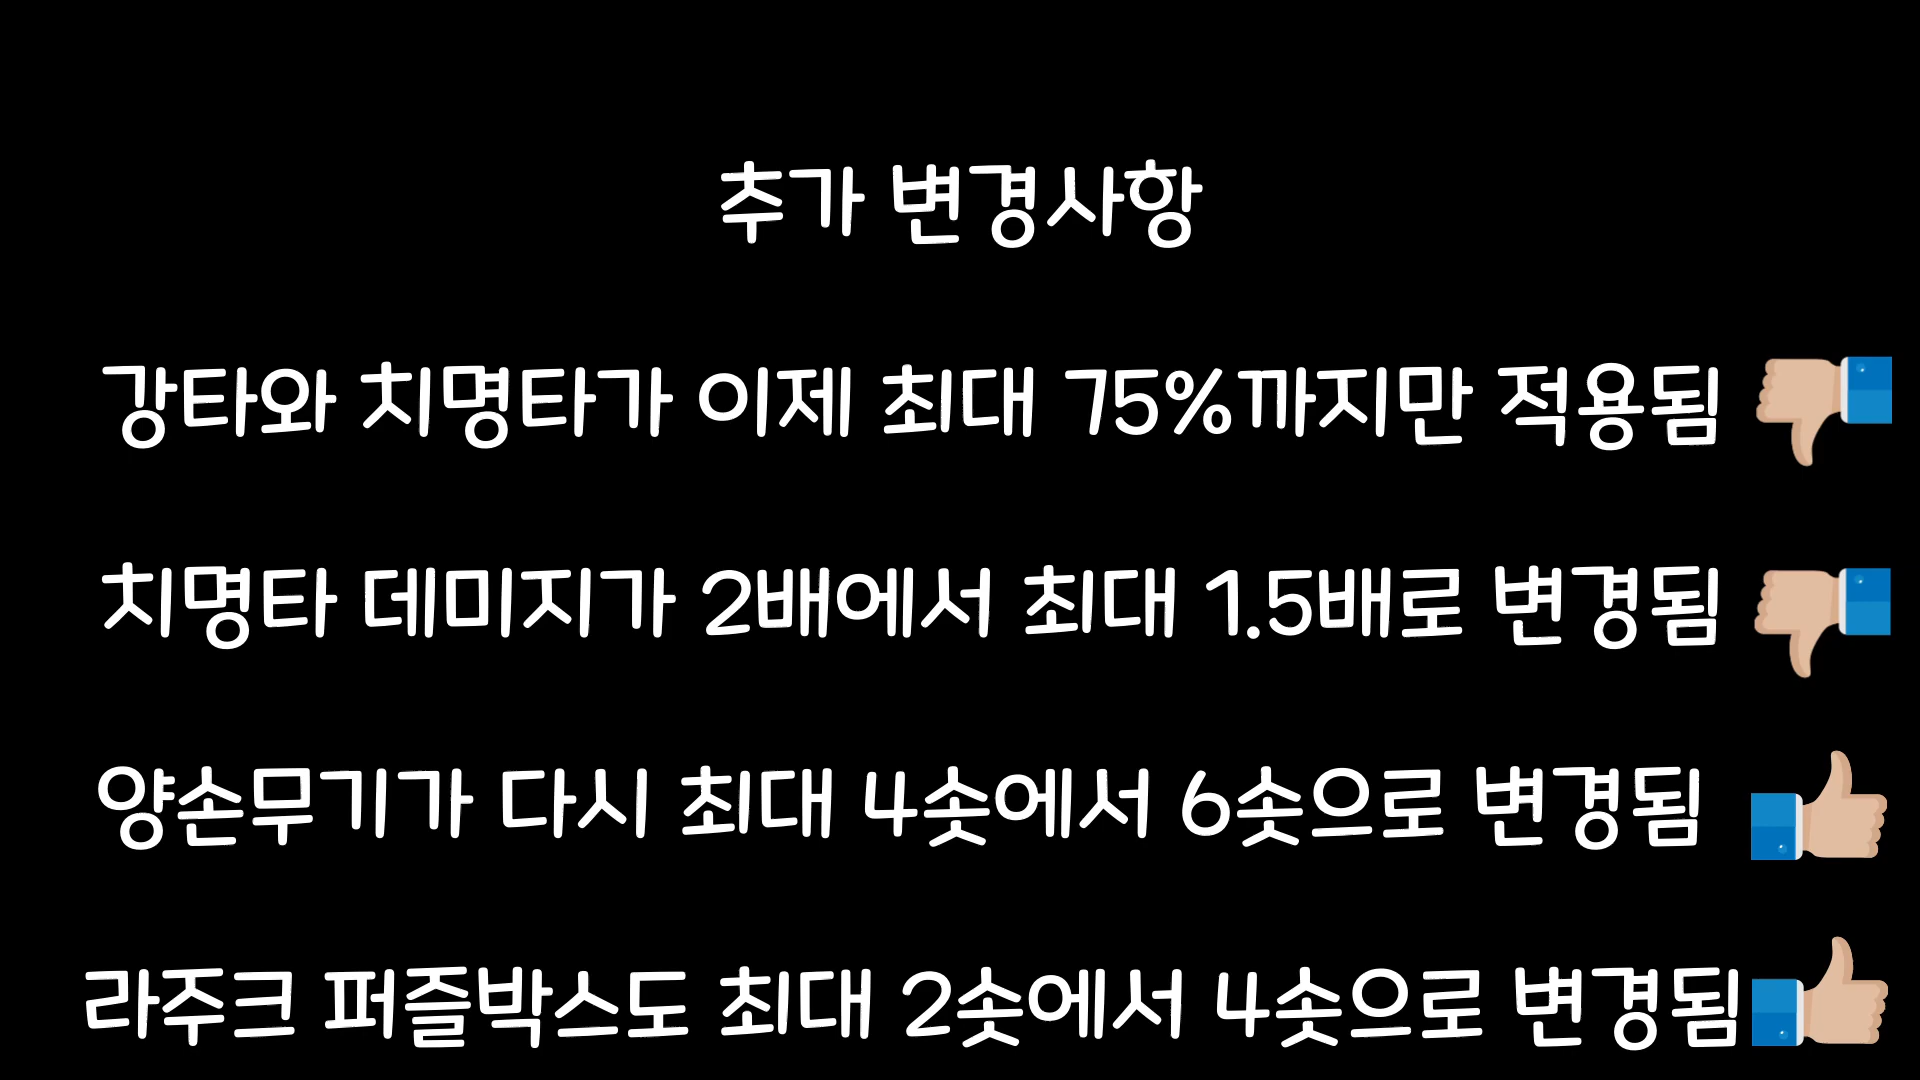 추가 변경사항
강타와 치명타가 이제 최대 75%까지만 적용됨
치명타 데미지가 2배에서 최대 1.5배로 변경됨
양손무기가 다시 최대 4솟에서 6솟으로 변경됨
라주크 퍼즐박스도 최대 2솟에서 4솟으로 변경됨